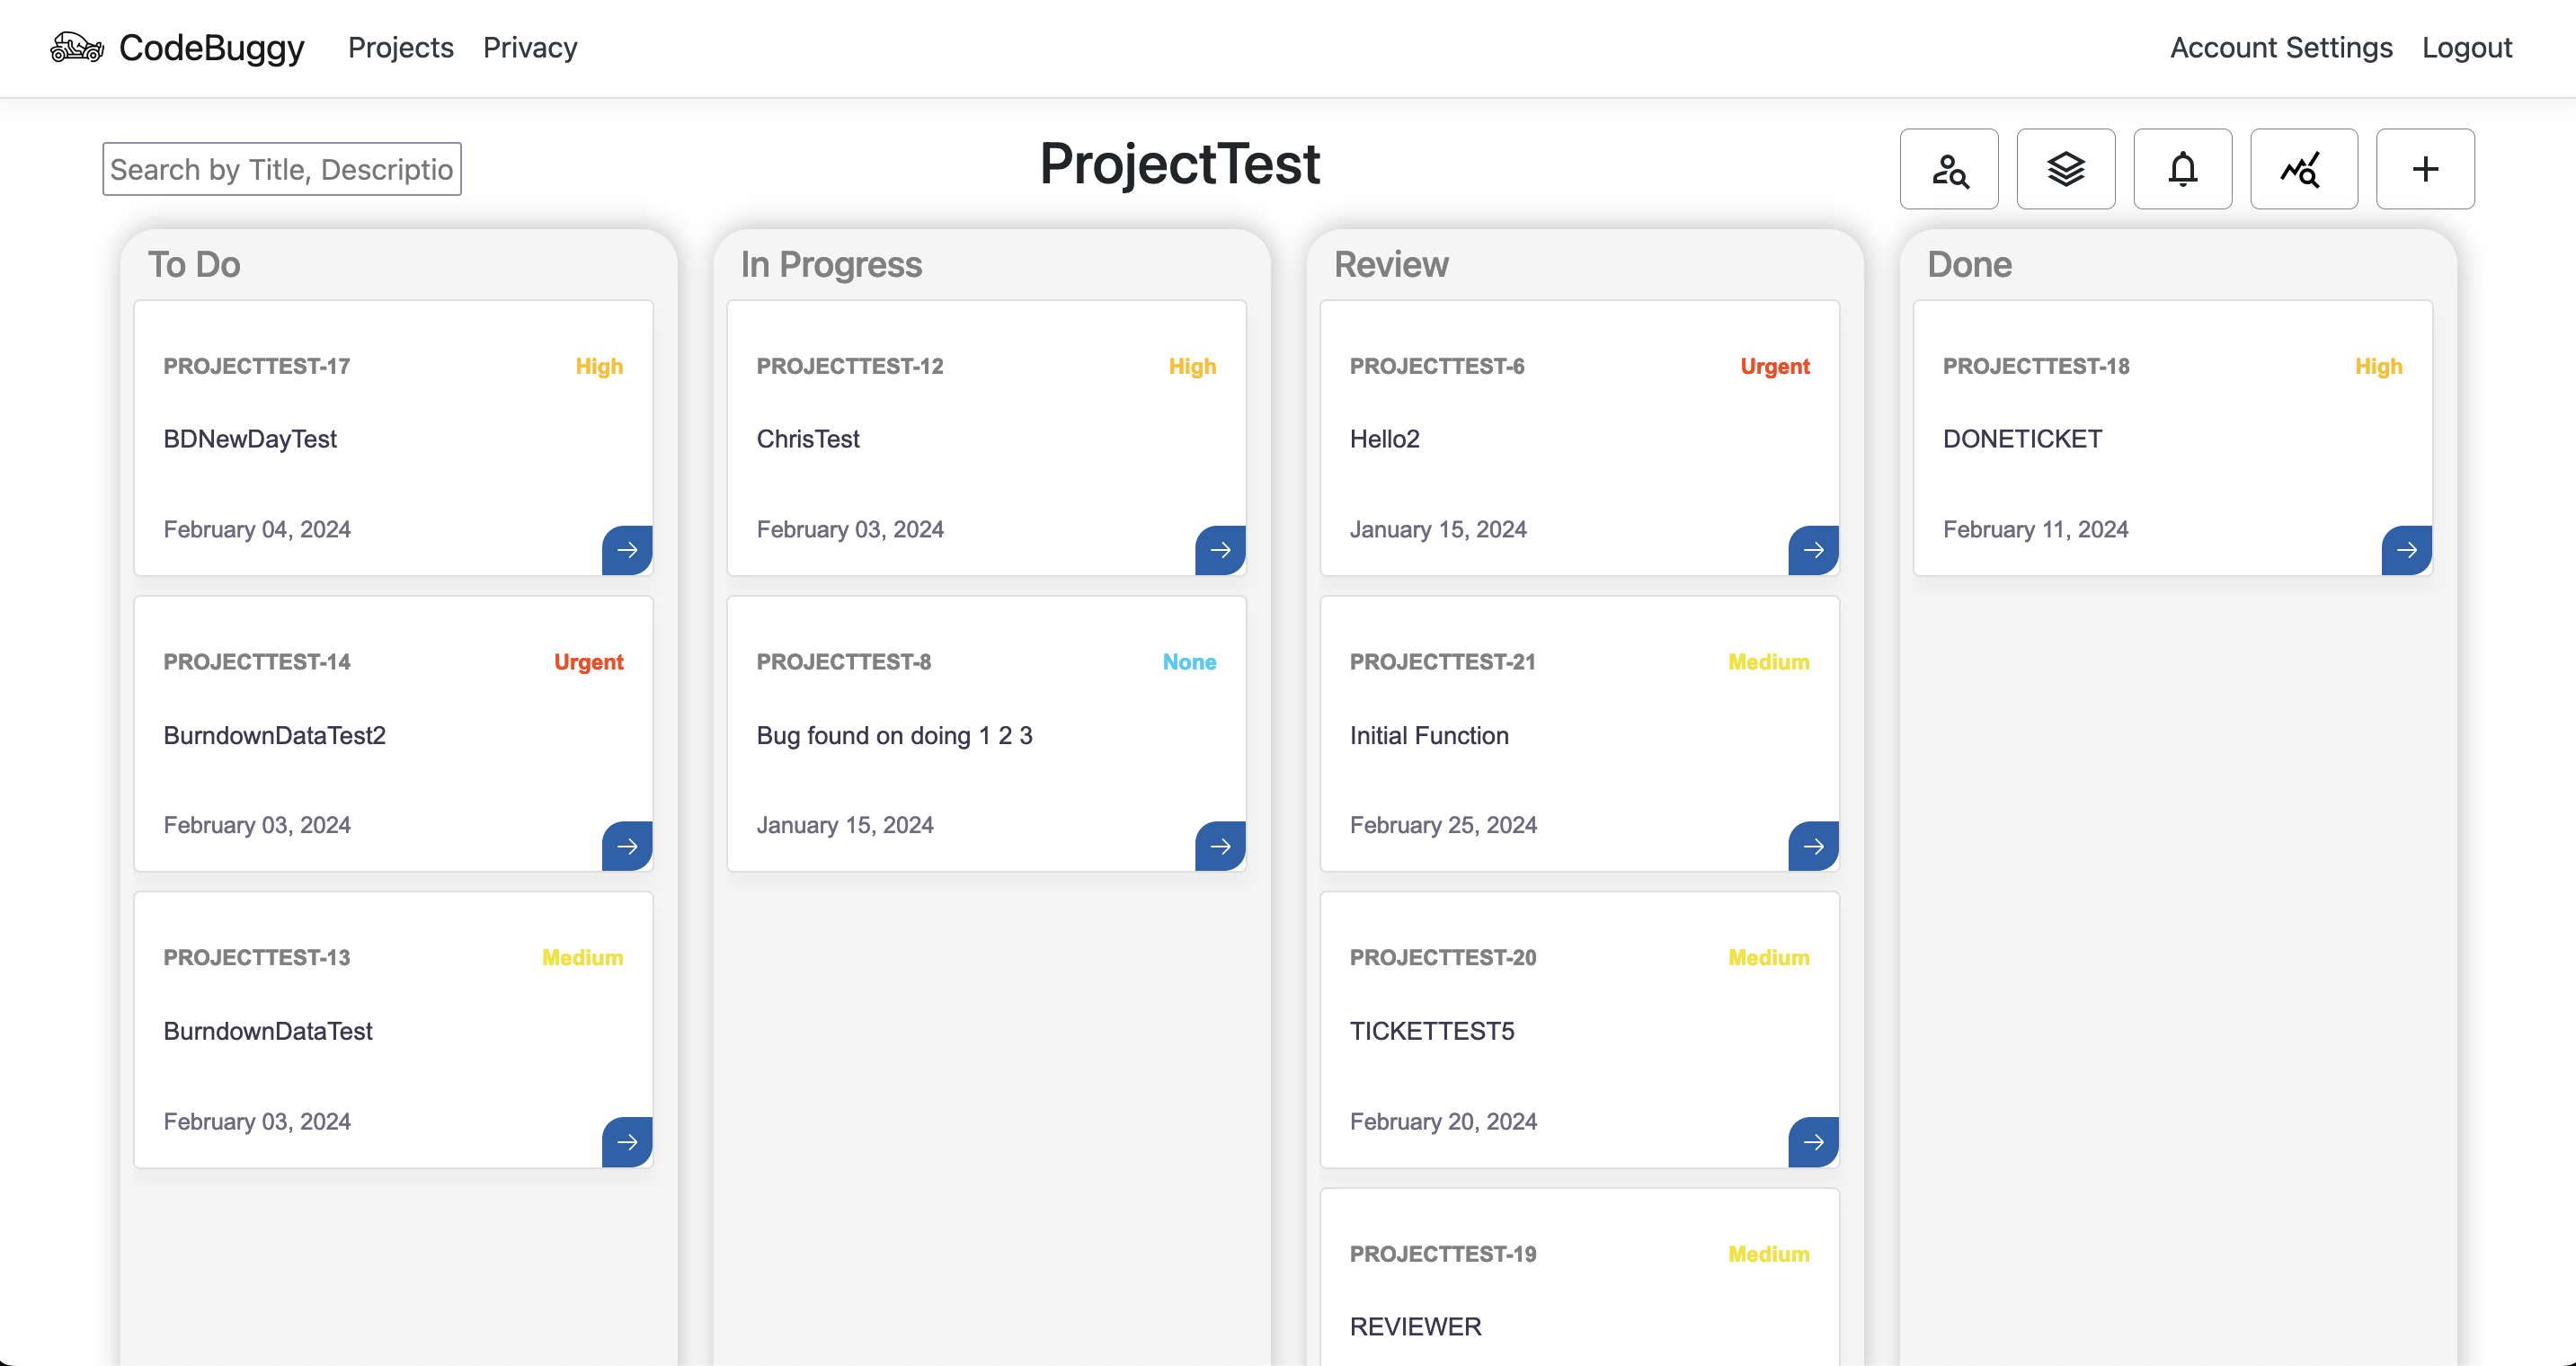 CodeBuggy Projects Privacy Account Settings Logout
Search by Title, Descriptio
ProjectTest
To Do
PROJECTTEST-17 High
BDNewDayTest
February 04, 2024
PROJECTTEST-14 Urgent
BurndownDataTest2
February 03, 2024
PROJECTTEST-13 Medium
BurndownDataTest
February 03, 2024
In Progress
PROJECTTEST-12 High
ChrisTest
February 03, 2024
PROJECTTEST-8 None
Bug found on doing 1 2 3
January 15, 2024
Review
PROJECTTEST-6 Urgent
Hello2
January 15, 2024
PROJECTTEST-21 Medium
Initial Function
February 25, 2024
PROJECTTEST-20 Medium
TICKETTEST5
February 20, 2024
PROJECTTEST-19 Medium
REVIEWER
Done
PROJECTTEST-18 High
DONETICKET
February 11, 2024